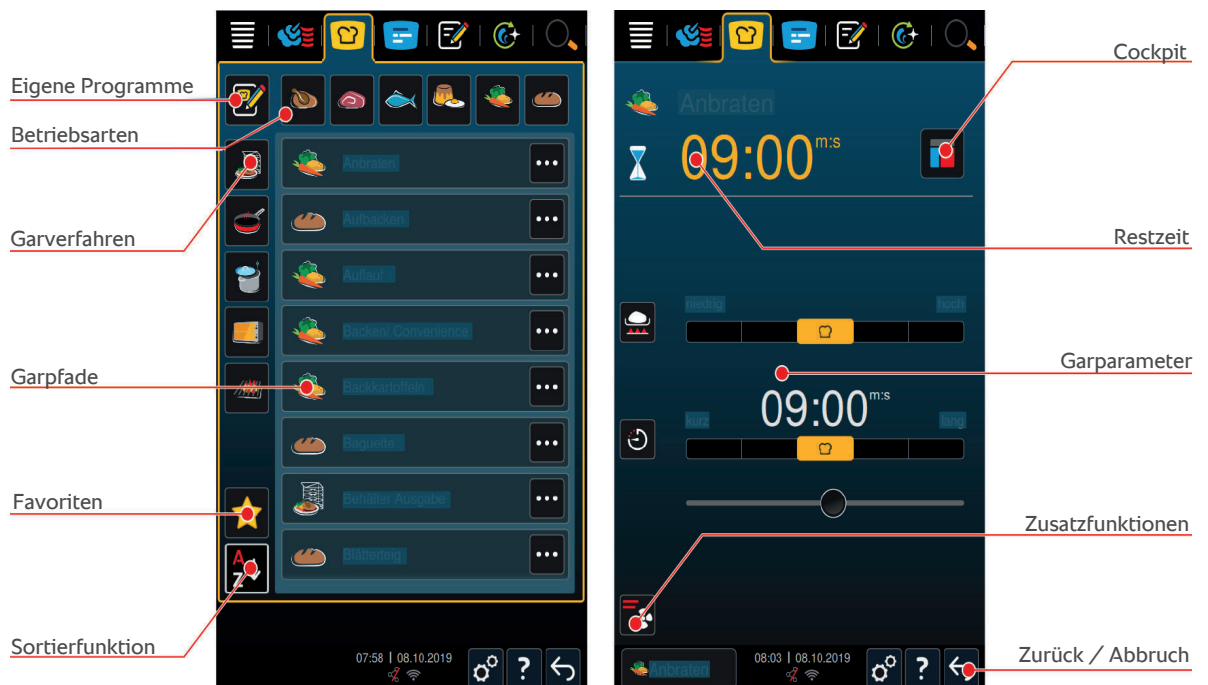 Eigene Programme
Betriebsarten
Garverfahren
Garpfade
Favoriten
Sortierfunktion
Anbraten
Aufbacken
Auflauf
Backen/ Convenience
Backkartoffeln
Baguette
Behälter Ausgabe
Blätterteig
A
Z
07:58 | 08.10.2019
?
Anbraten
09:00 m:s
niedrig hoch
09:00 m:s
kurz lang
Anbraten
08:03 | 08.10.2019
?
Cockpit
Restzeit
Garparameter
Zusatzfunktionen
Zurück / Abbruch